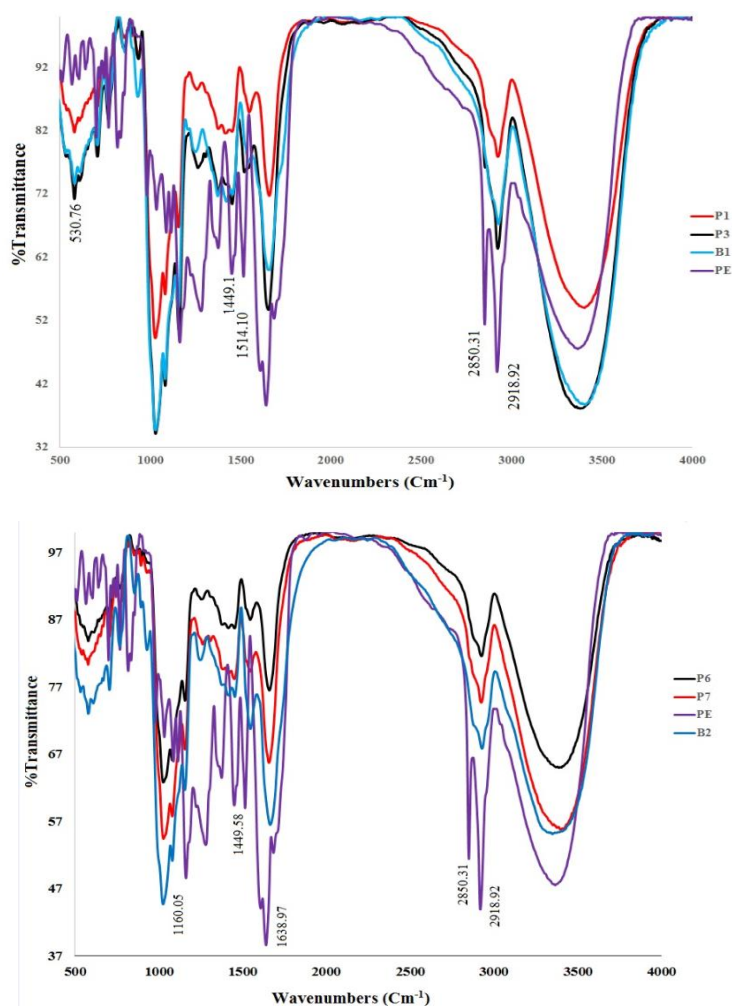 92
82
72
62
52
42
32
%Transmittance
530.76
1449.1
1514.10
2850.31
2918.92
P1
P3
B1
PE
500 1000 1500 2000 2500 3000 3500 4000
Wavenumbers (Cm-1)
97
87
77
67
57
47
37
%Transmittance
1160.05
1449.58
1638.97
2850.31
2918.92
P6
P7
PE
B2
500 1000 1500 2000 2500 3000 3500 4000
Wavenumbers (Cm-1)